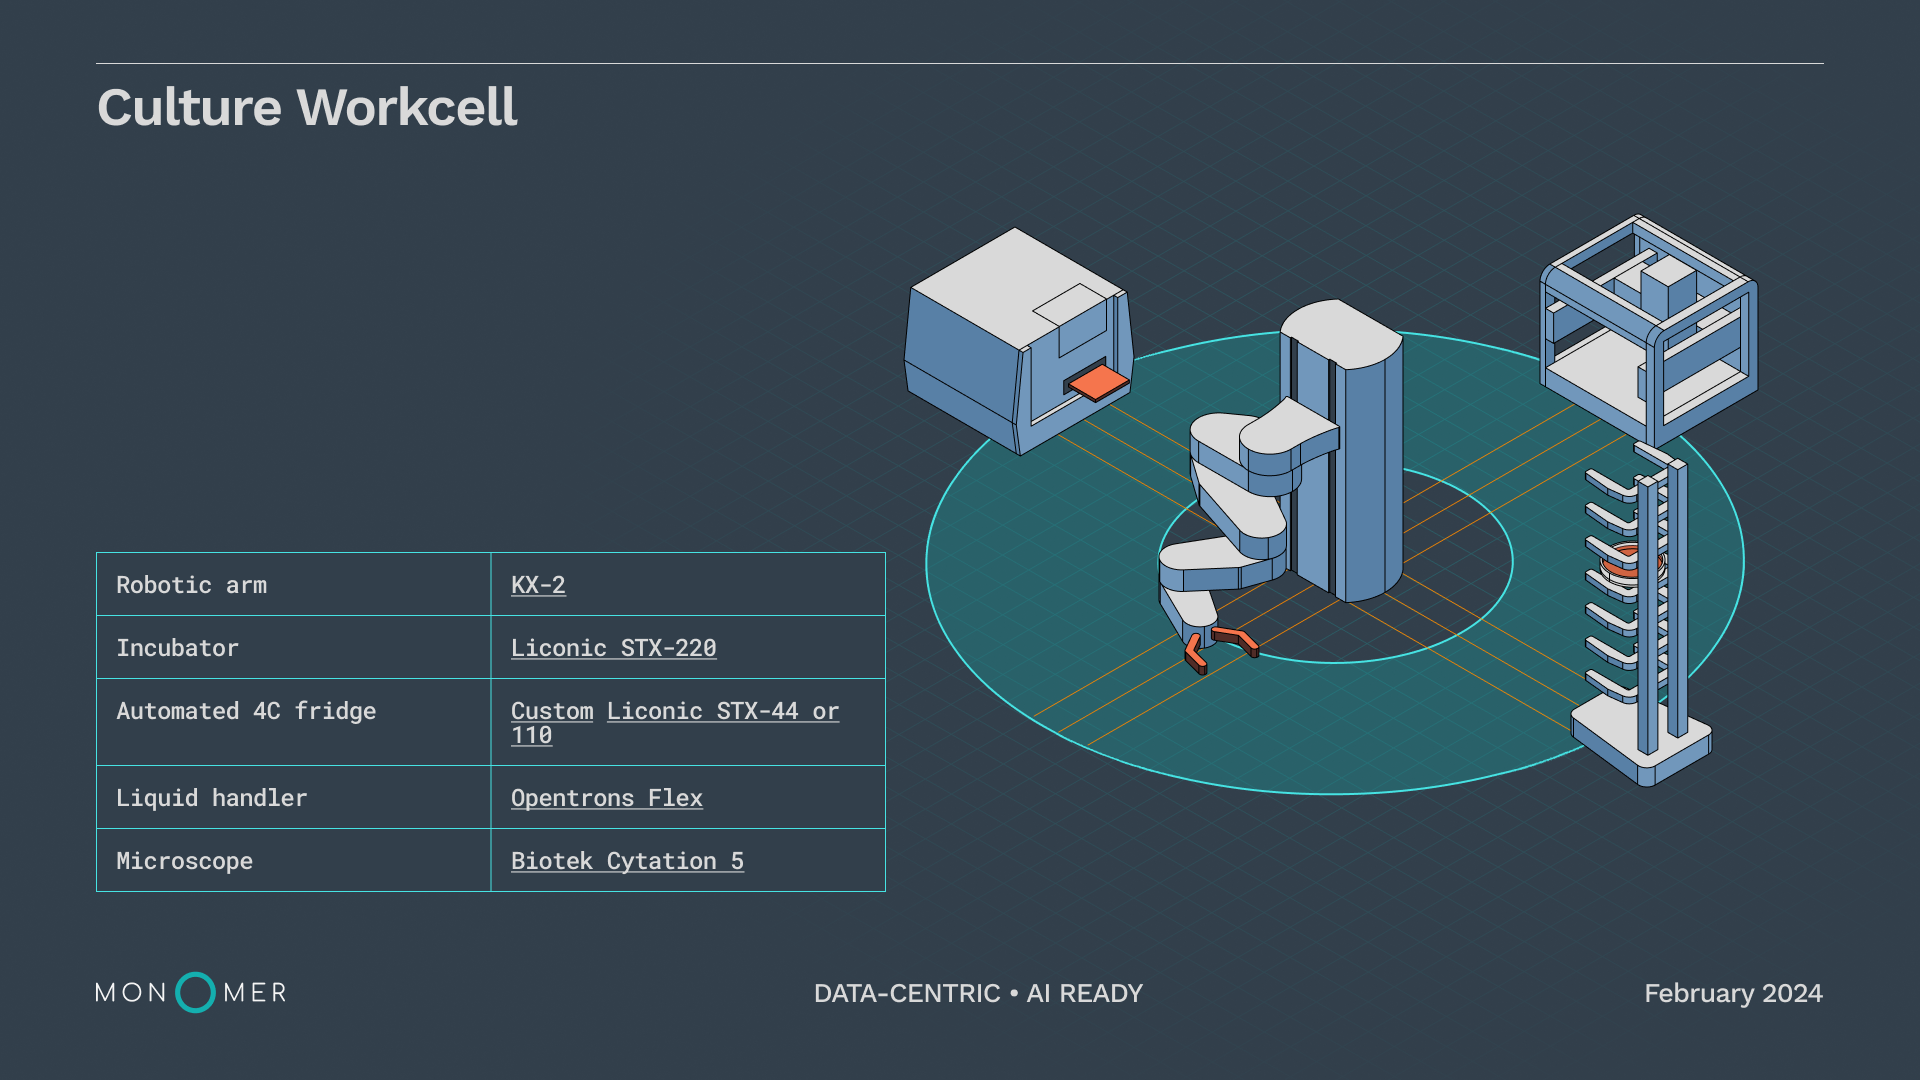 Culture Workcell
Robotic arm
KX-2
Incubator
Liconic STX-220
Automated 4C fridge
Custom Liconic STX-44 or
110
Liquid handler
Opentrons Flex
Microscope
Biotek Cytation 5
MONOMER
DATA-CENTRIC • AI READY
February 2024